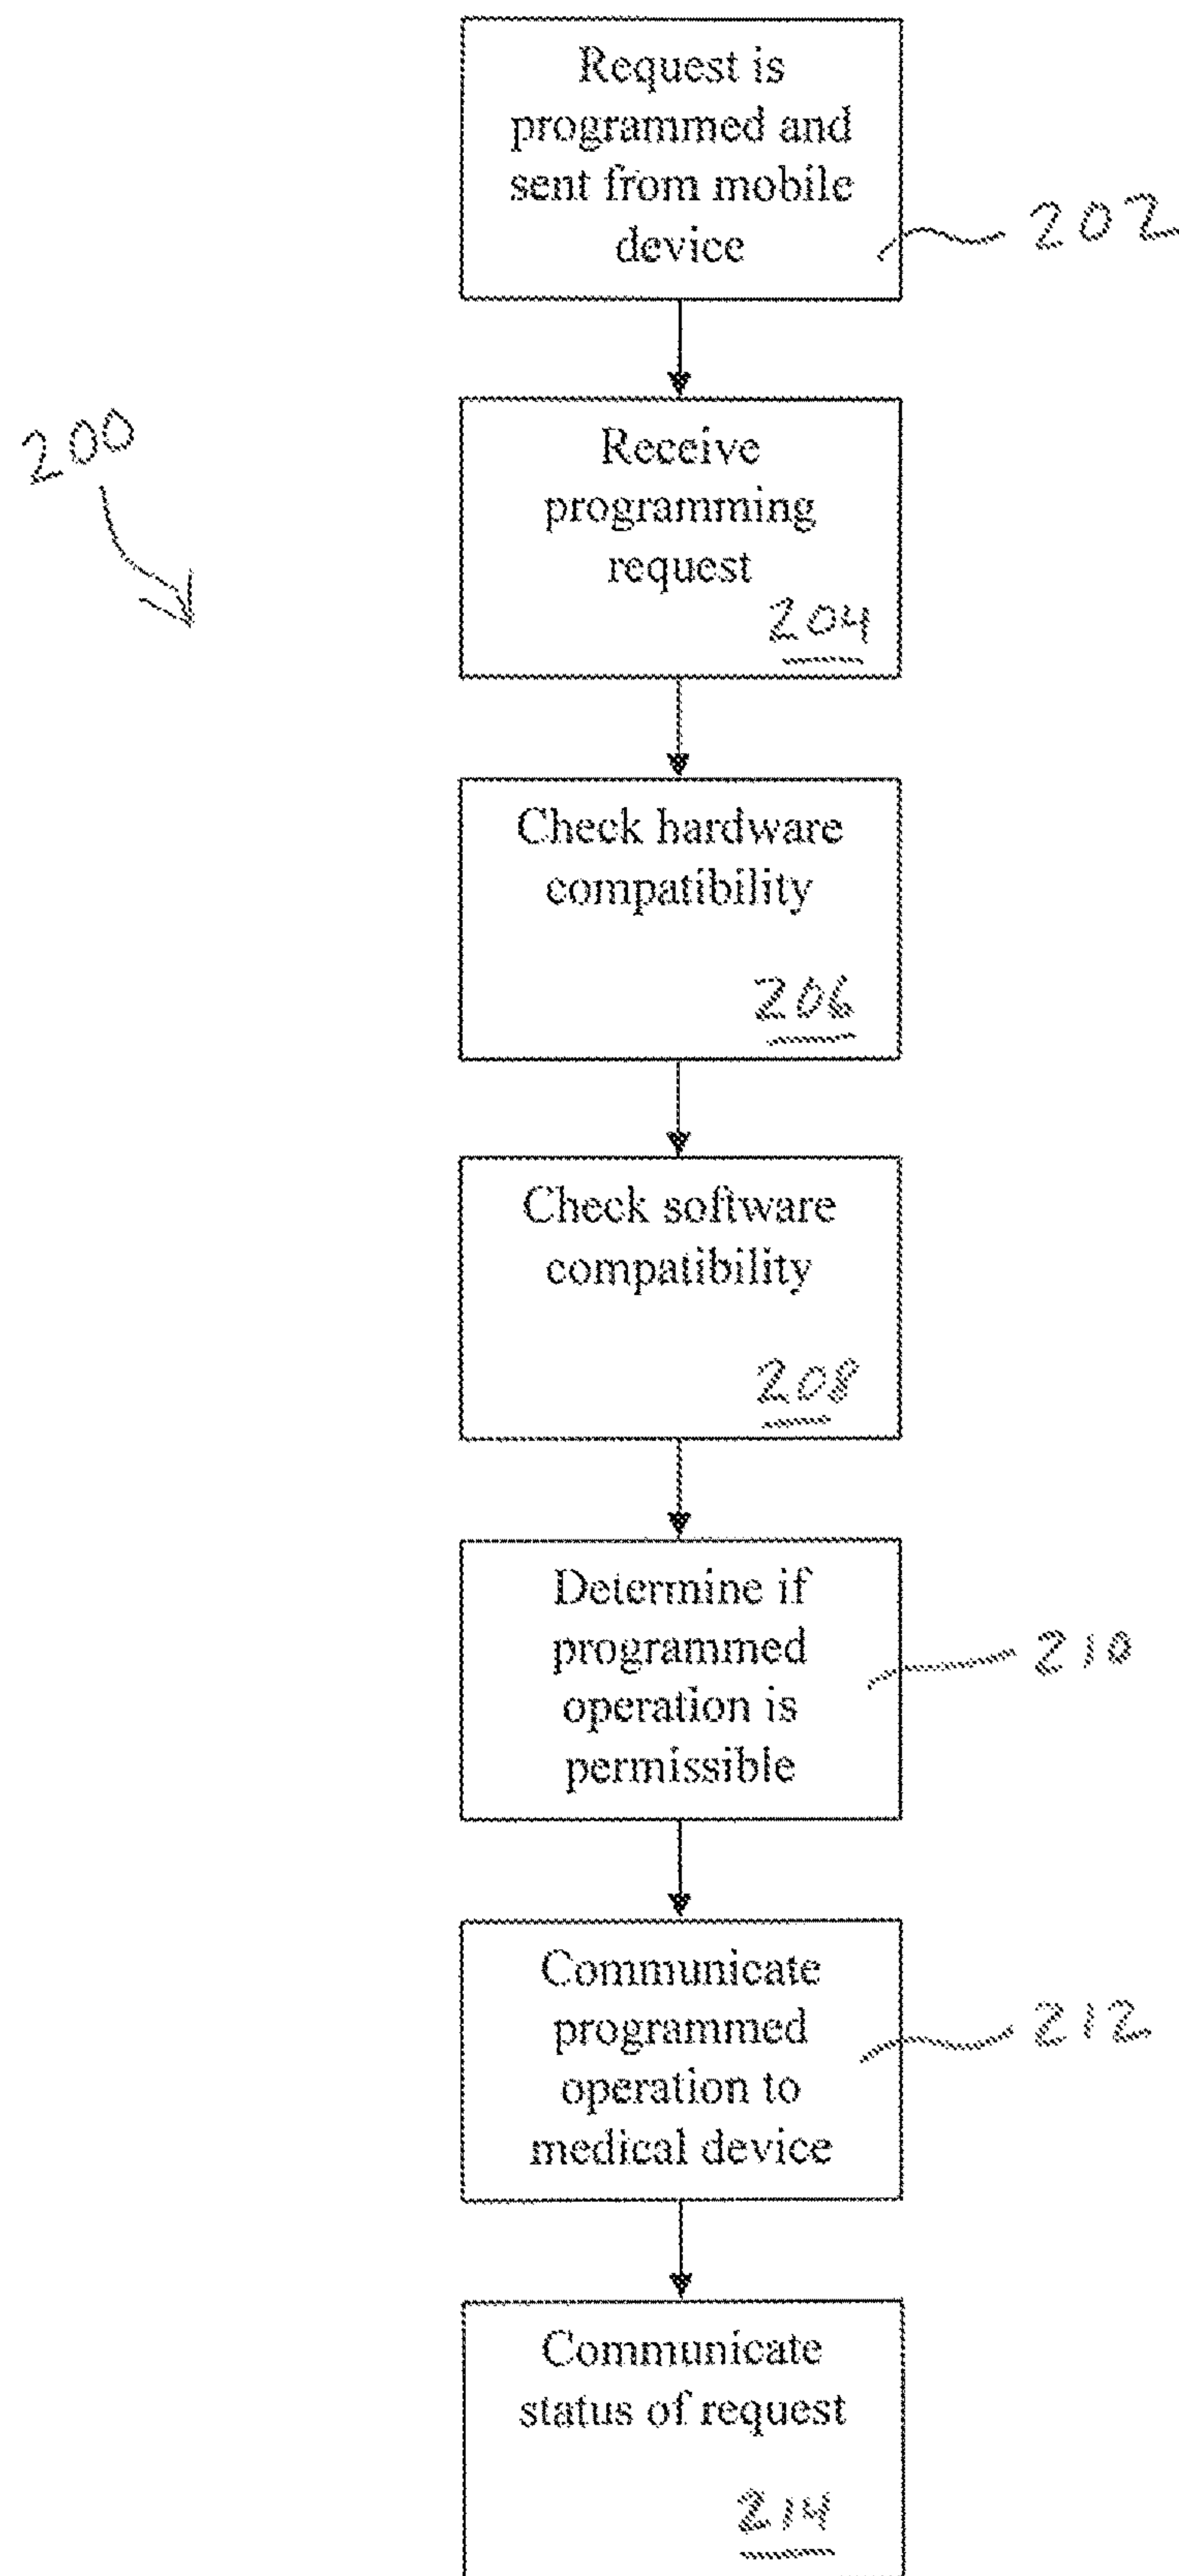 Request is
programmed and
sent from mobile
device
202
200
Receive
programming
request
204
Check hardware
compatibility
206
Check software
compatibility
208
Determine if
programmed
operation is
permissible
210
Communicate
programmed
operation to
medical device
212
Communicate
status of request
214